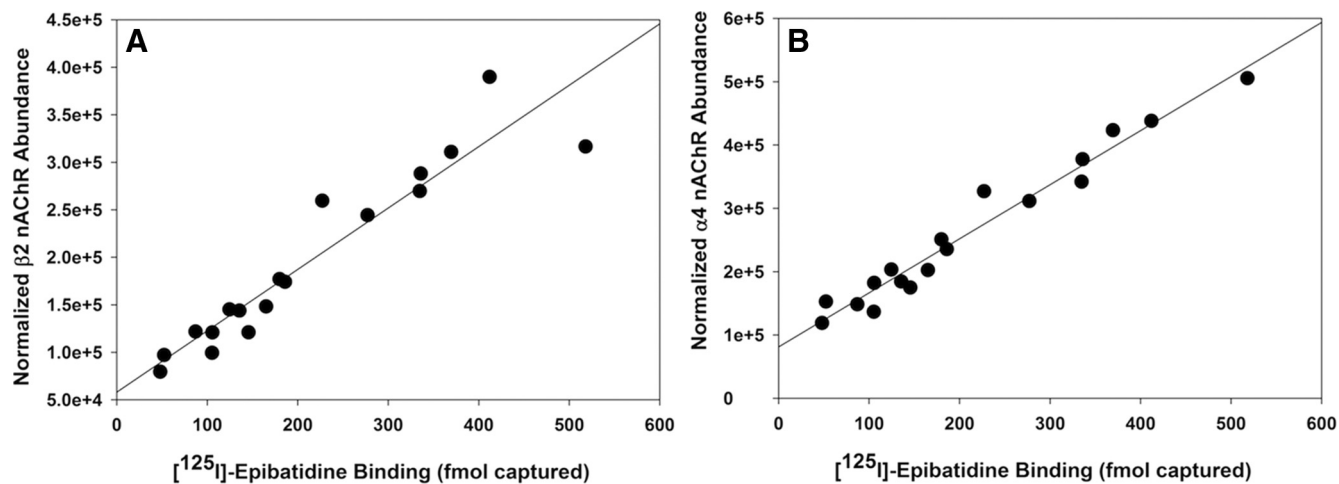 A
Normalized β2 nAChR Abundance
4.5e+5
4.0e+5
3.5e+5
3.0e+5
2.5e+5
2.0e+5
1.5e+5
1.0e+5
5.0e+4
0 100 200 300 400 500 600
[125I]-Epibatidine Binding (fmol captured)
B
Normalized α4 nAChR Abundance
6e+5
5e+5
4e+5
3e+5
2e+5
1e+5
0
0 100 200 300 400 500 600
[125I]-Epibatidine Binding (fmol captured)